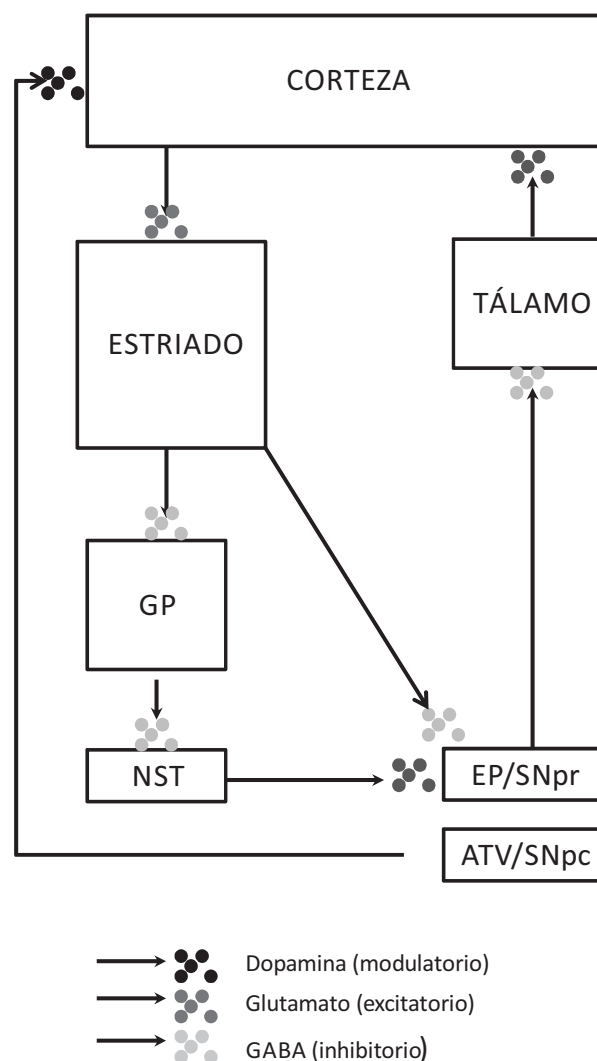 CORTEZA
TÁLAMO
ESTRIADO
GP
NST
EP/SNpr
ATV/SNpc
Dopamina (modulatorio)
Glutamato (excitatorio)
GABA (inhibitorio)